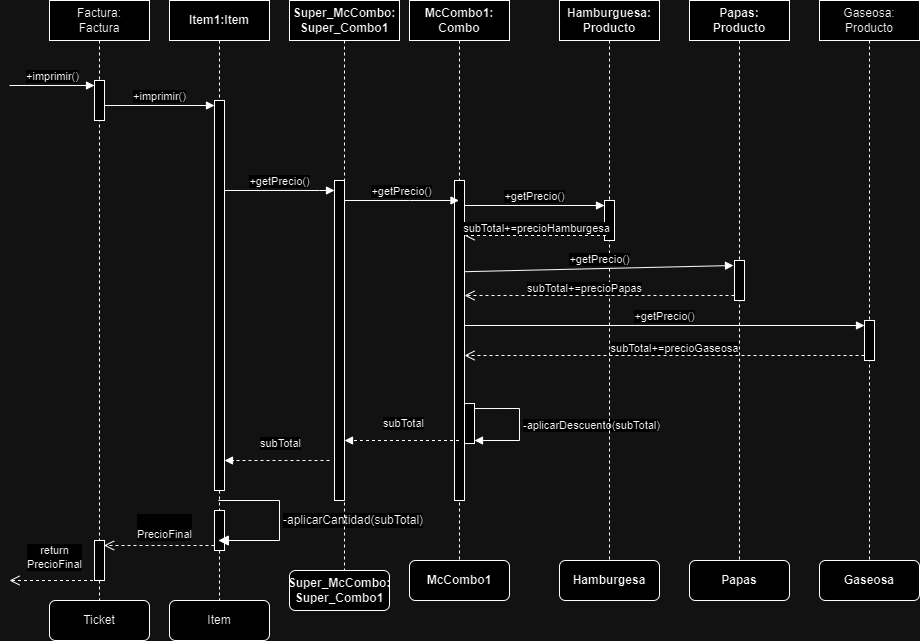 Factura:
Factura
Item1:Item
Super_McCombo:
Super_Combo1
McCombo1:
Combo
Hamburguesa:
Producto
Papas:
Producto
Gaseosa:
Producto
+imprimir()
+imprimir()
+getPrecio()
+getPrecio()
+getPrecio()
subTotal+=precioHamburgesa
+getPrecio()
subTotal+=precioPapas
+getPrecio()
subTotal+=precioGaseosa
-aplicarDescuento(subTotal)
subTotal
subTotal
-aplicarCantidad(subTotal)
PrecioFinal
return
PrecioFinal
Super_McCombo:
Super_Combo1
McCombo1
Hamburgesa
Papas
Gaseosa
Ticket
Item